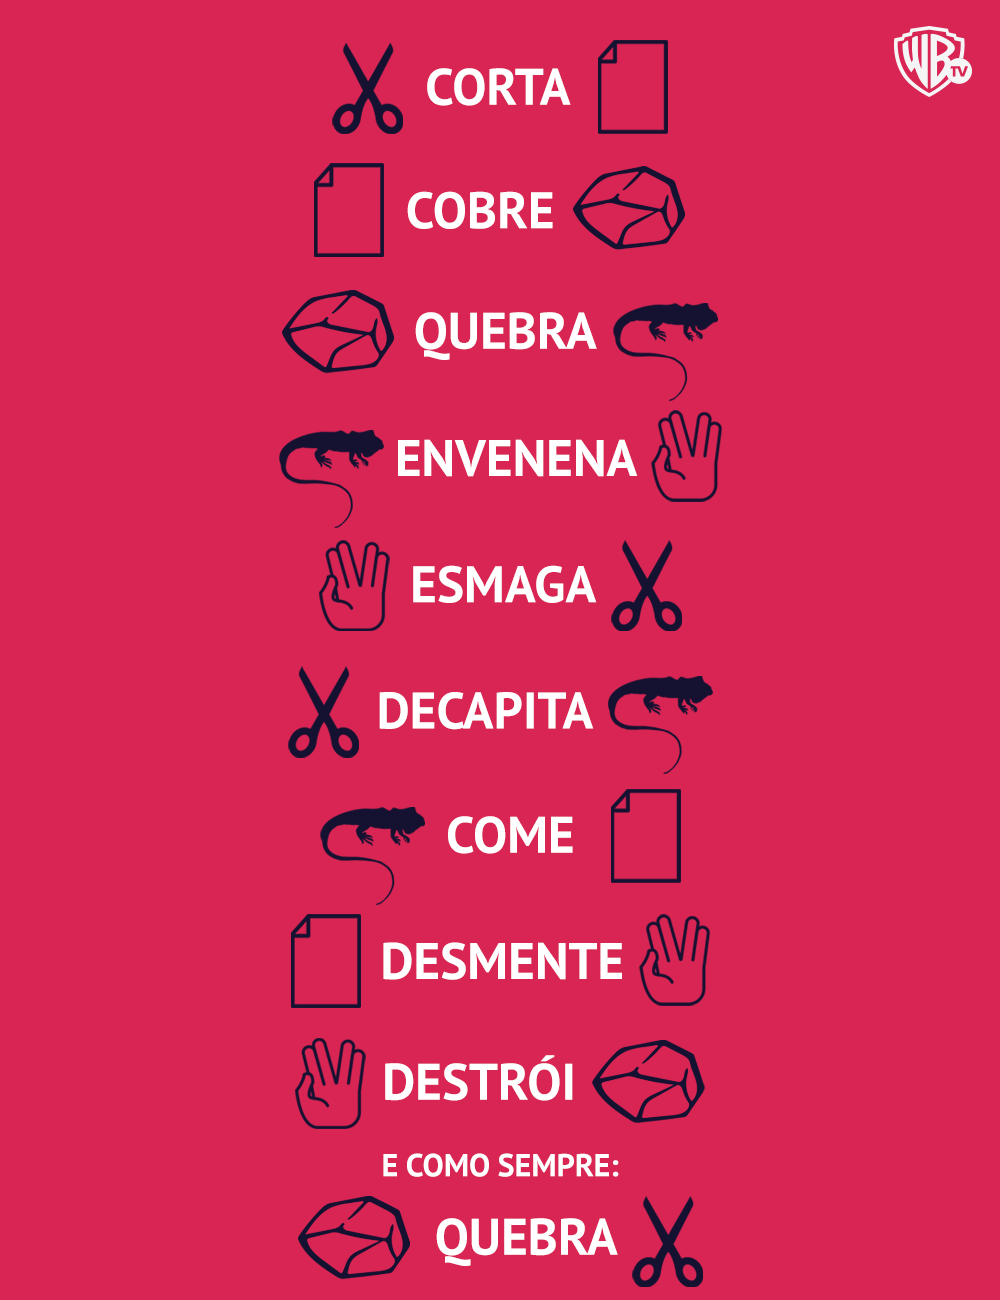 WB TV
CORTA
COBRE
QUEBRA
ENVENENA
ESMAGA
DECAPITA
COME
DESMENTE
DESTRÓI
E COMO SEMPRE:
QUEBRA